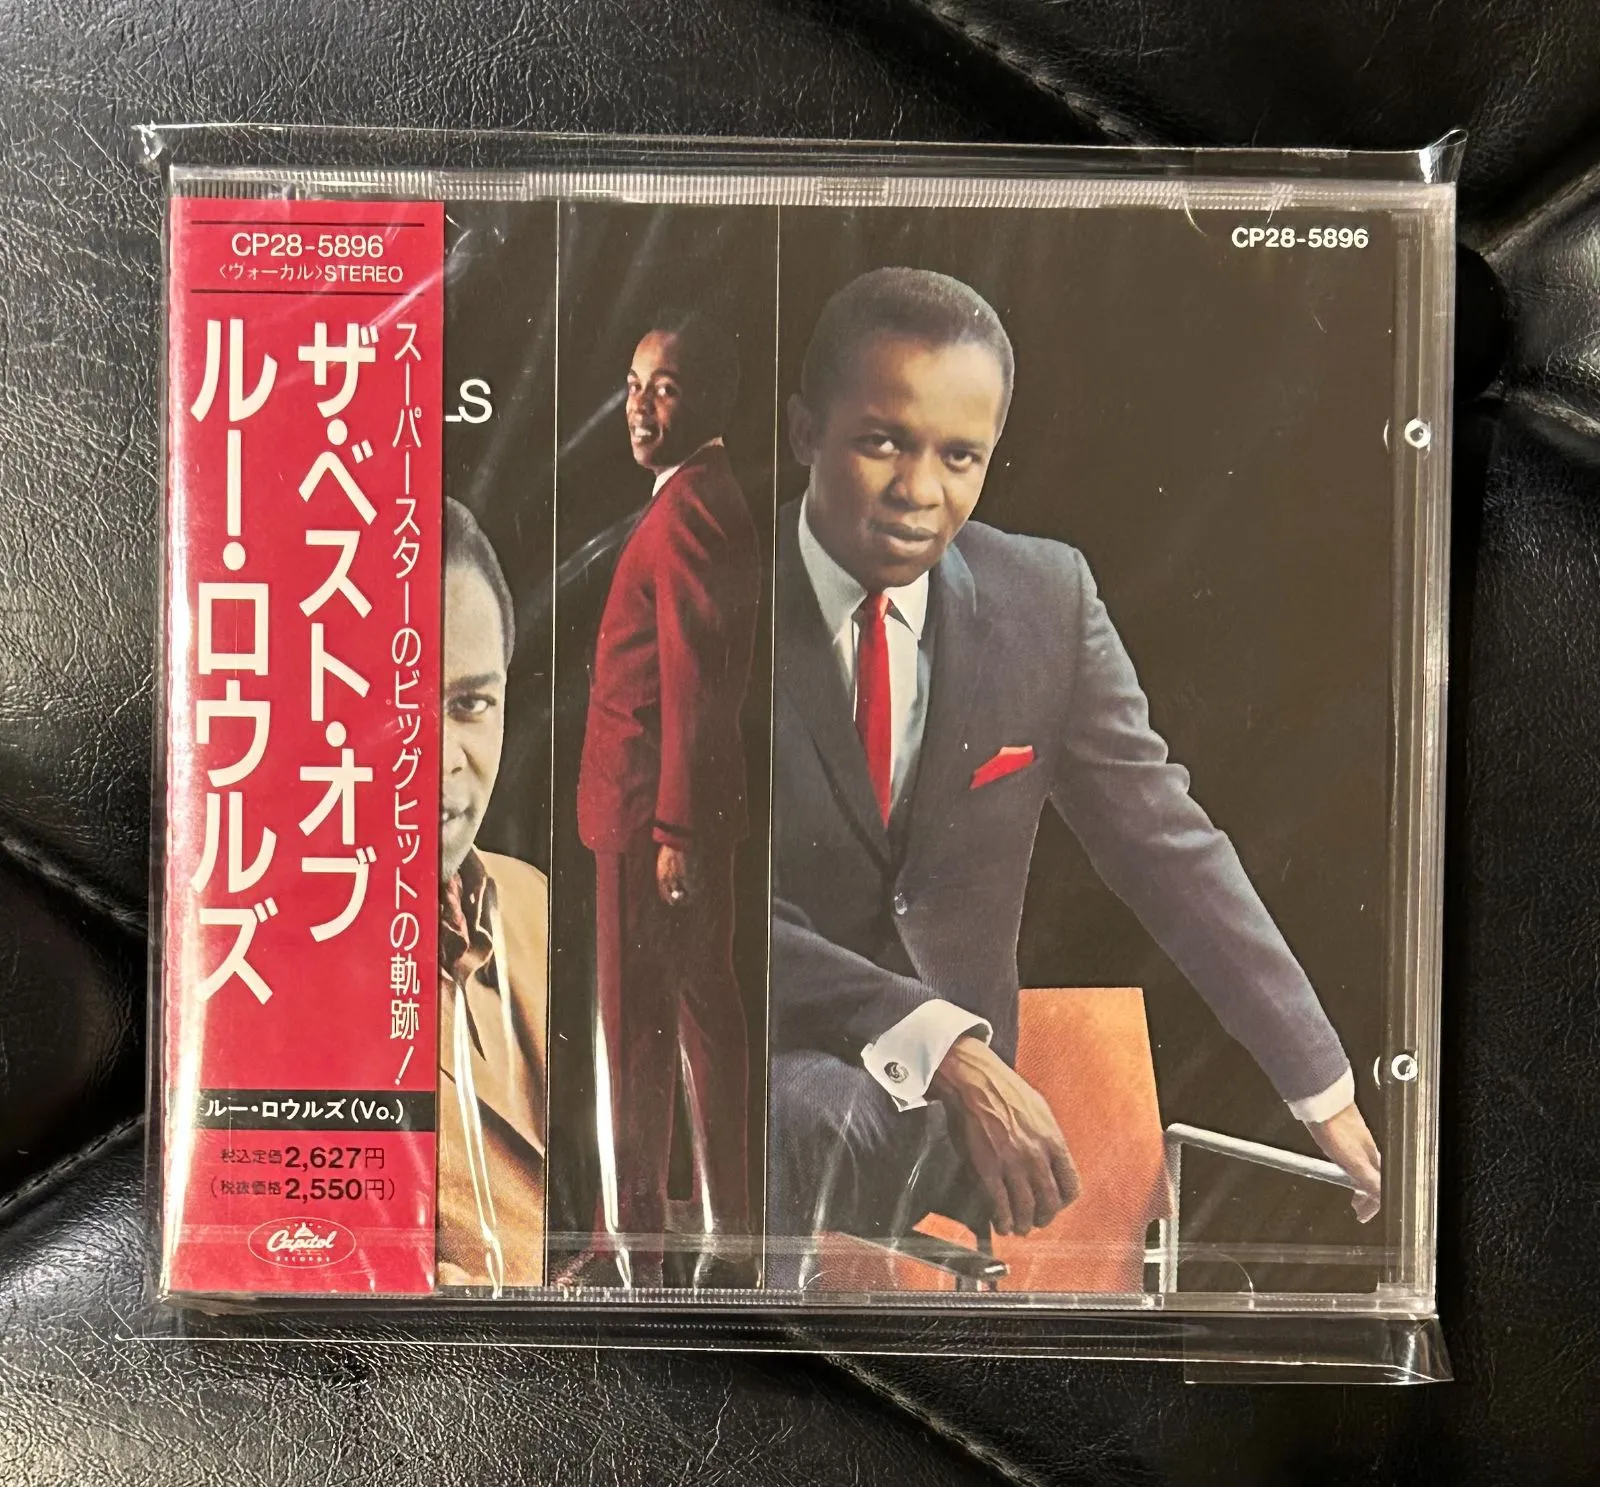 CP28-5896
〈ヴォーカル〉STEREO
スーパースターのビッグヒットの軌跡!
ザ・ベスト・オブ
ルー・ロウルズ
ルー・ロウルズ(Vo.)
税込定価2,627円
(税抜価格2,550円)
Capitol
RECORDS
LS
CP28-5896